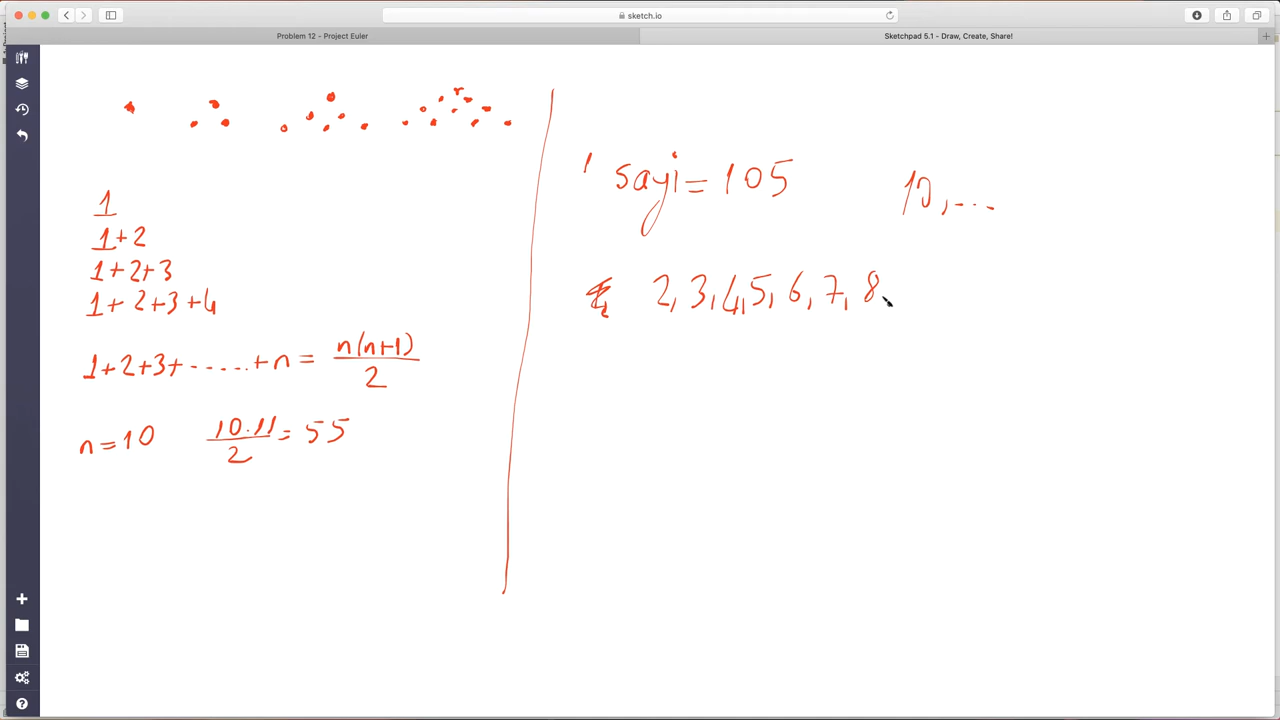 sketch.io
Problem 12 - Project Euler
Sketchpad 5.1 - Draw, Create, Share!
1
1+2
1+2+3
1+2+3+4
1+2+3+......+n = n(n+1)/2
n=10 10.11/2 = 55
sayi = 105
10,...
2,3,4,5,6,7,8